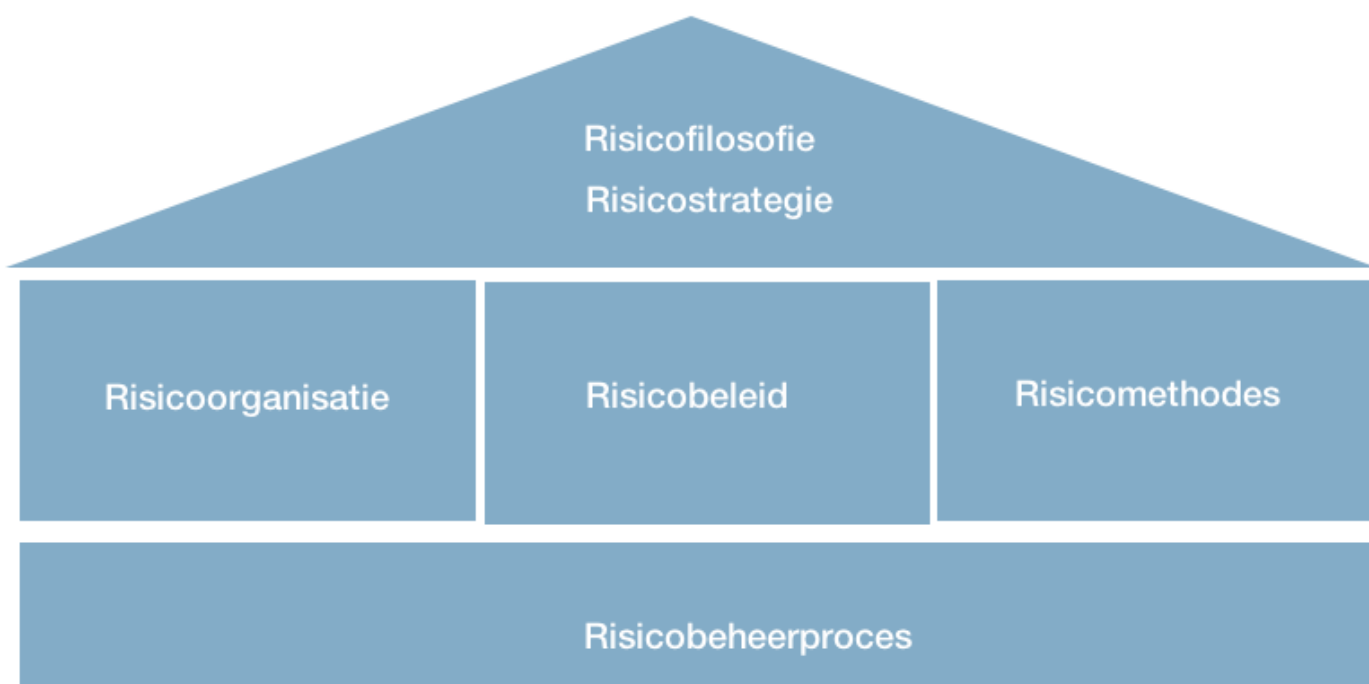 Risicofilosofie
Risicostrategie
Risicoorganisatie
Risicobeleid
Risicomethodes
Risicobeheerproces